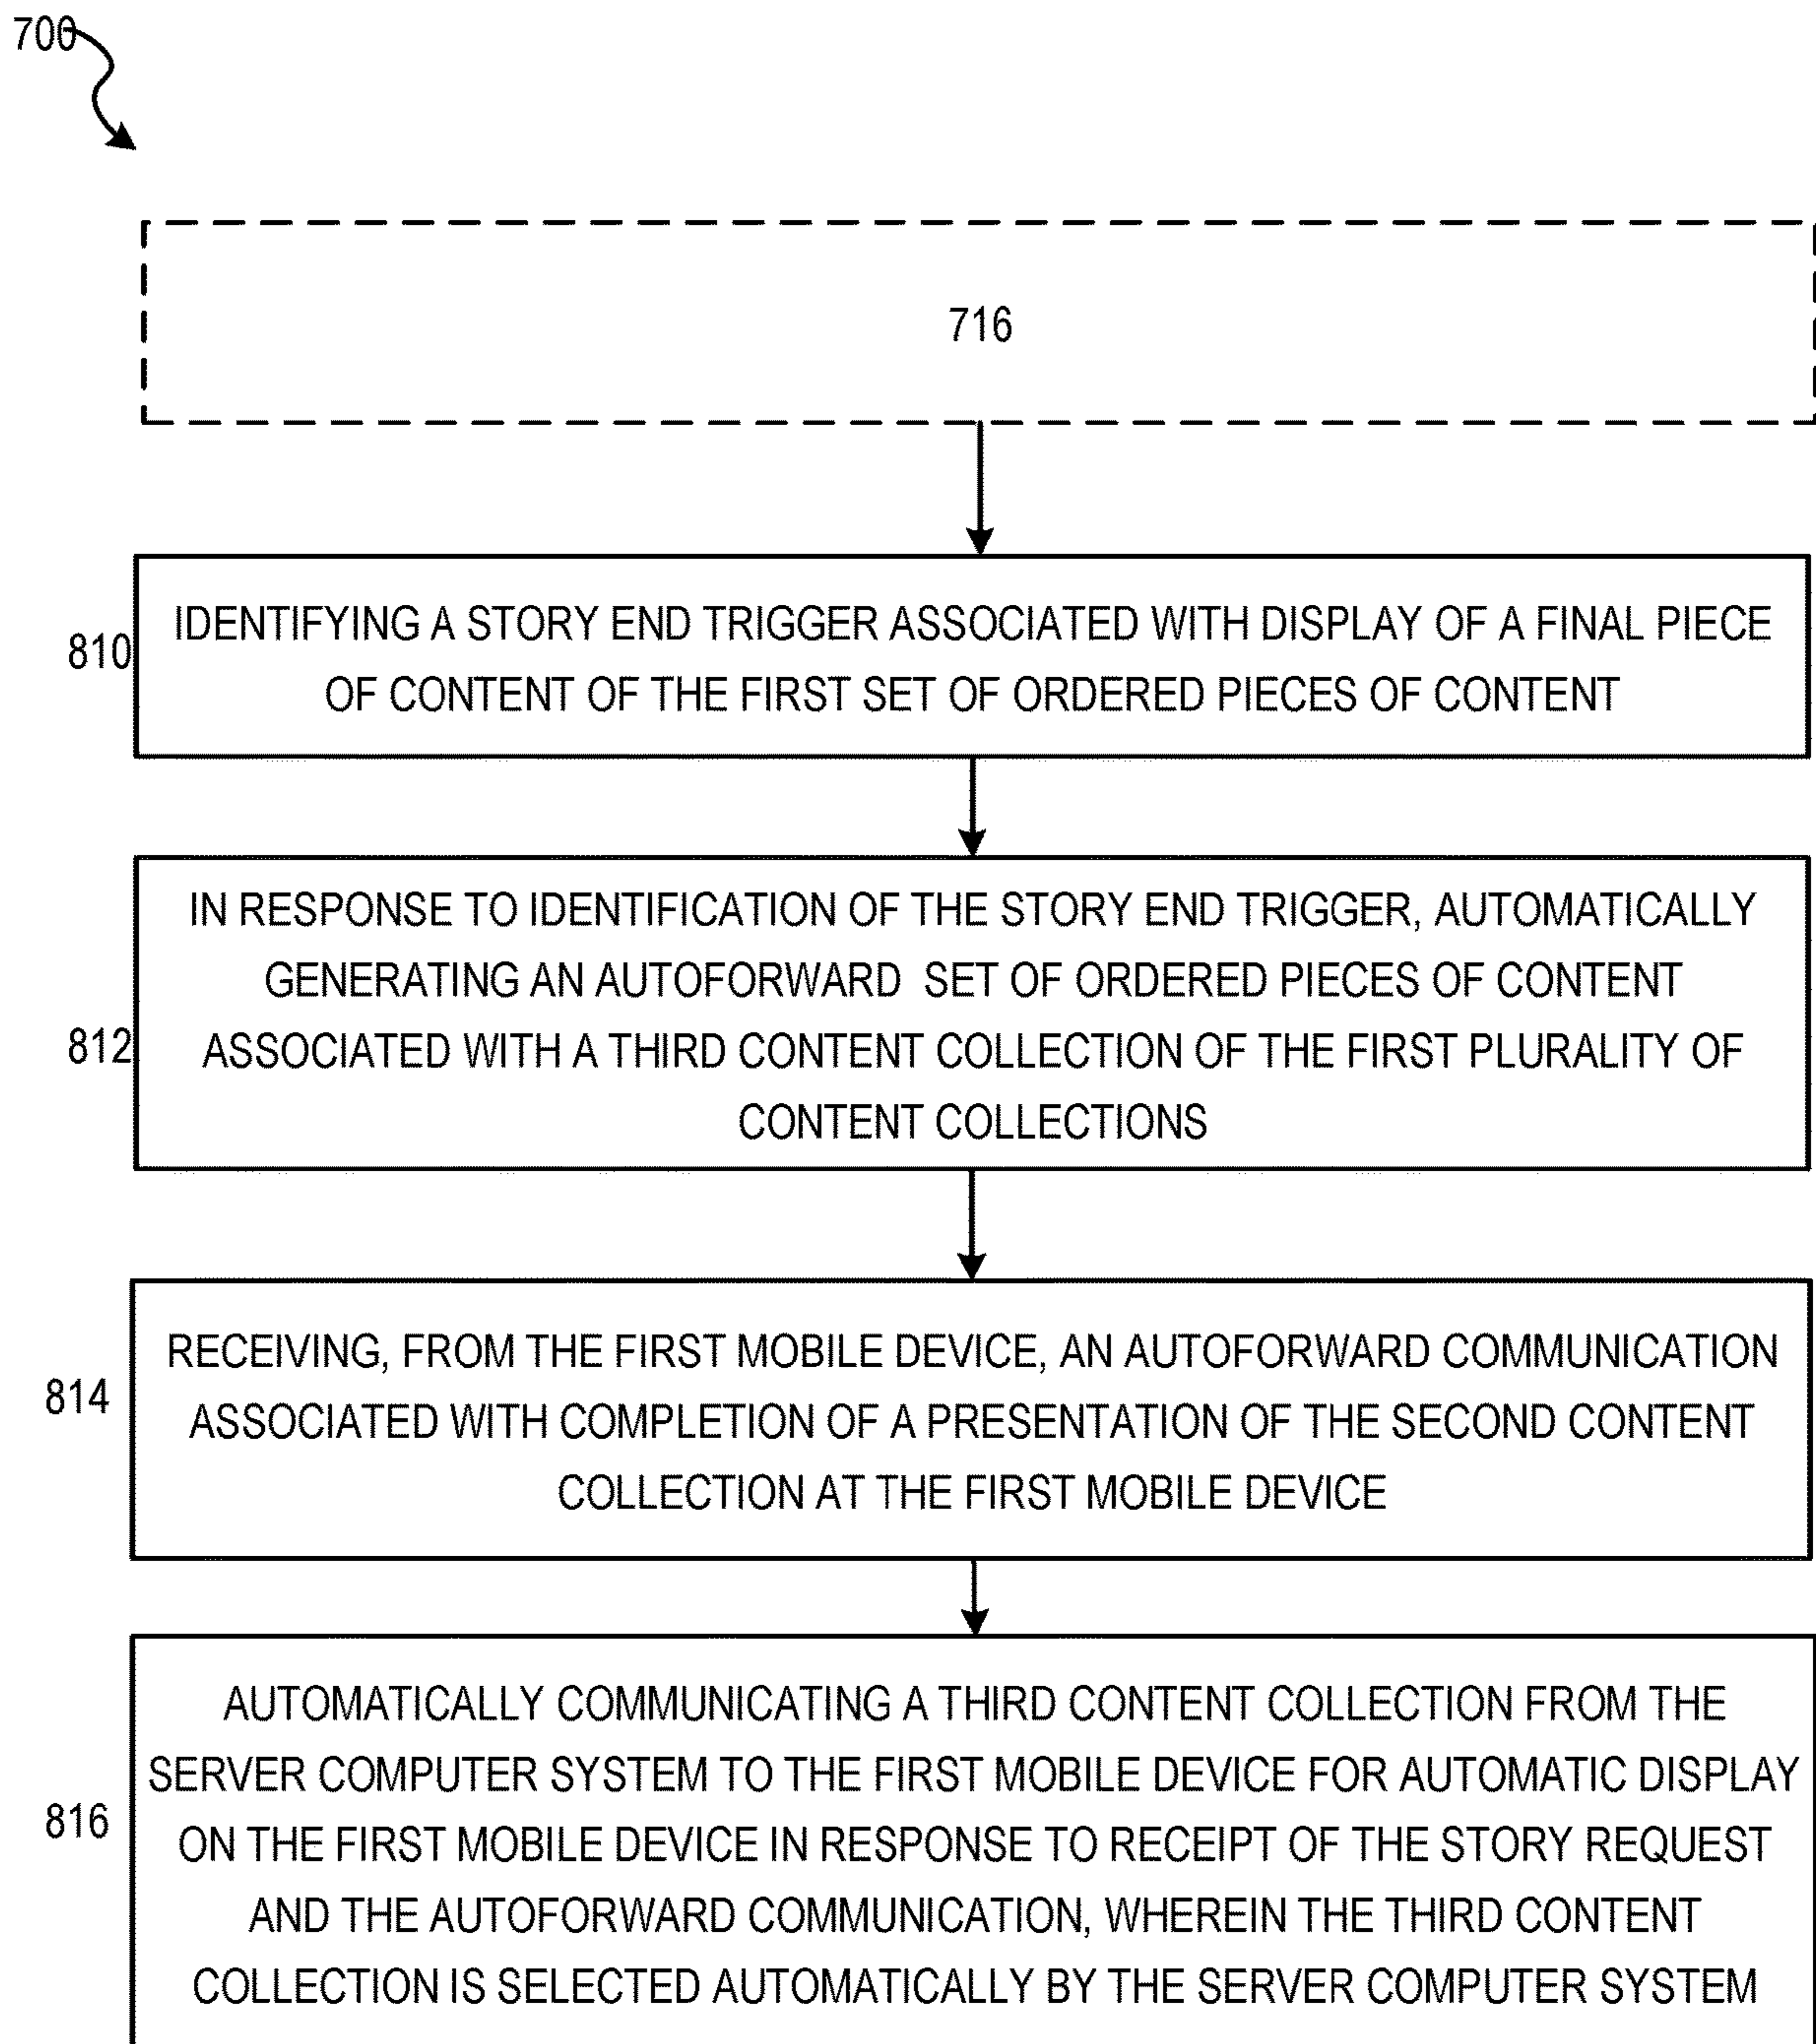 700
716
810
IDENTIFYING A STORY END TRIGGER ASSOCIATED WITH DISPLAY OF A FINAL PIECE
OF CONTENT OF THE FIRST SET OF ORDERED PIECES OF CONTENT
812
IN RESPONSE TO IDENTIFICATION OF THE STORY END TRIGGER, AUTOMATICALLY
GENERATING AN AUTOFORWARD SET OF ORDERED PIECES OF CONTENT
ASSOCIATED WITH A THIRD CONTENT COLLECTION OF THE FIRST PLURALITY OF
CONTENT COLLECTIONS
814
RECEIVING, FROM THE FIRST MOBILE DEVICE, AN AUTOFORWARD COMMUNICATION
ASSOCIATED WITH COMPLETION OF A PRESENTATION OF THE SECOND CONTENT
COLLECTION AT THE FIRST MOBILE DEVICE
816
AUTOMATICALLY COMMUNICATING A THIRD CONTENT COLLECTION FROM THE
SERVER COMPUTER SYSTEM TO THE FIRST MOBILE DEVICE FOR AUTOMATIC DISPLAY
ON THE FIRST MOBILE DEVICE IN RESPONSE TO RECEIPT OF THE STORY REQUEST
AND THE AUTOFORWARD COMMUNICATION, WHEREIN THE THIRD CONTENT
COLLECTION IS SELECTED AUTOMATICALLY BY THE SERVER COMPUTER SYSTEM